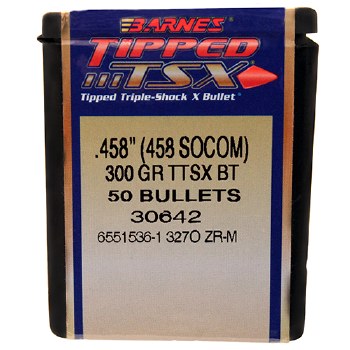 BARNES
TIPPED
TSX
Tipped Triple-Shock X Bullet®
.458" (458 SOCOM)
300 GR TTSX BT
50 BULLETS
30642
6551536-1 327O ZR-M